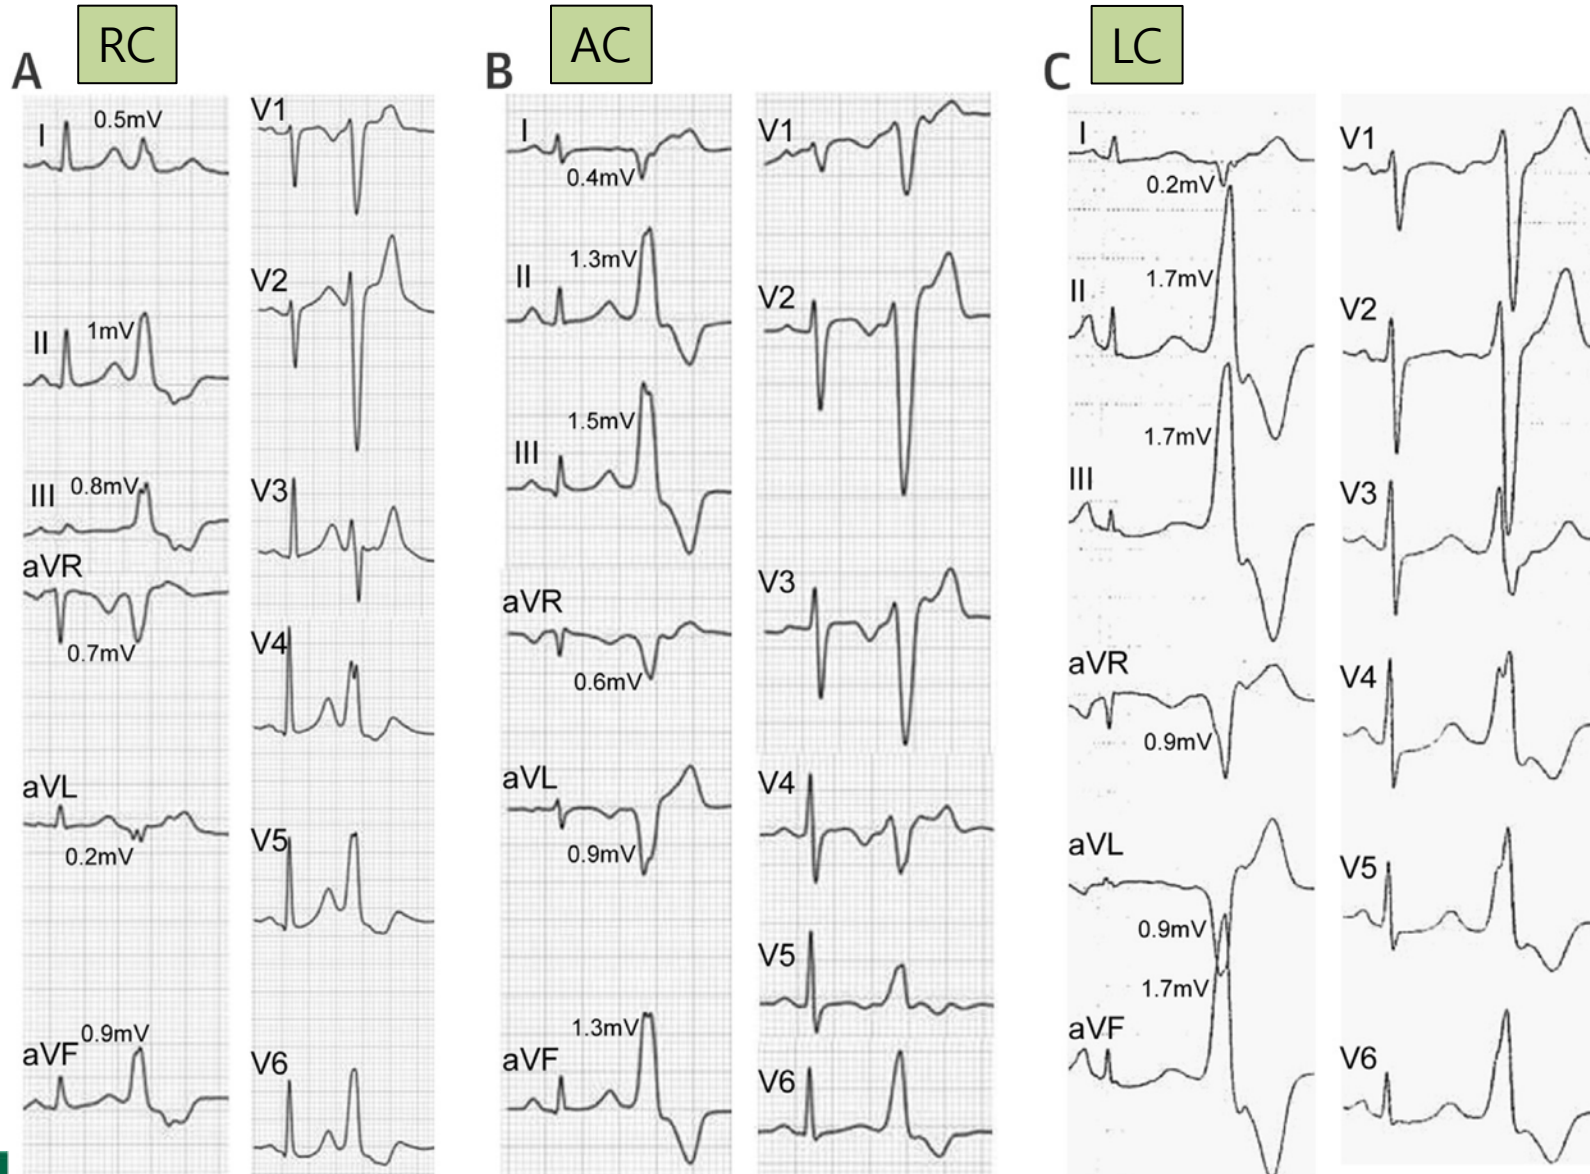 A
RC
I
0.5mV
II
1mV
III
0.8mV
aVR
0.7mV
aVL
0.2mV
aVF
0.9mV
V1
V2
V3
V4
V5
V6
B
AC
I
0.4mV
II
1.3mV
III
1.5mV
aVR
0.6mV
aVL
0.9mV
aVF
1.3mV
V1
V2
V3
V4
V5
V6
C
LC
I
0.2mV
II
1.7mV
III
1.7mV
aVR
0.9mV
aVL
0.9mV
1.7mV
aVF
V1
V2
V3
V4
V5
V6